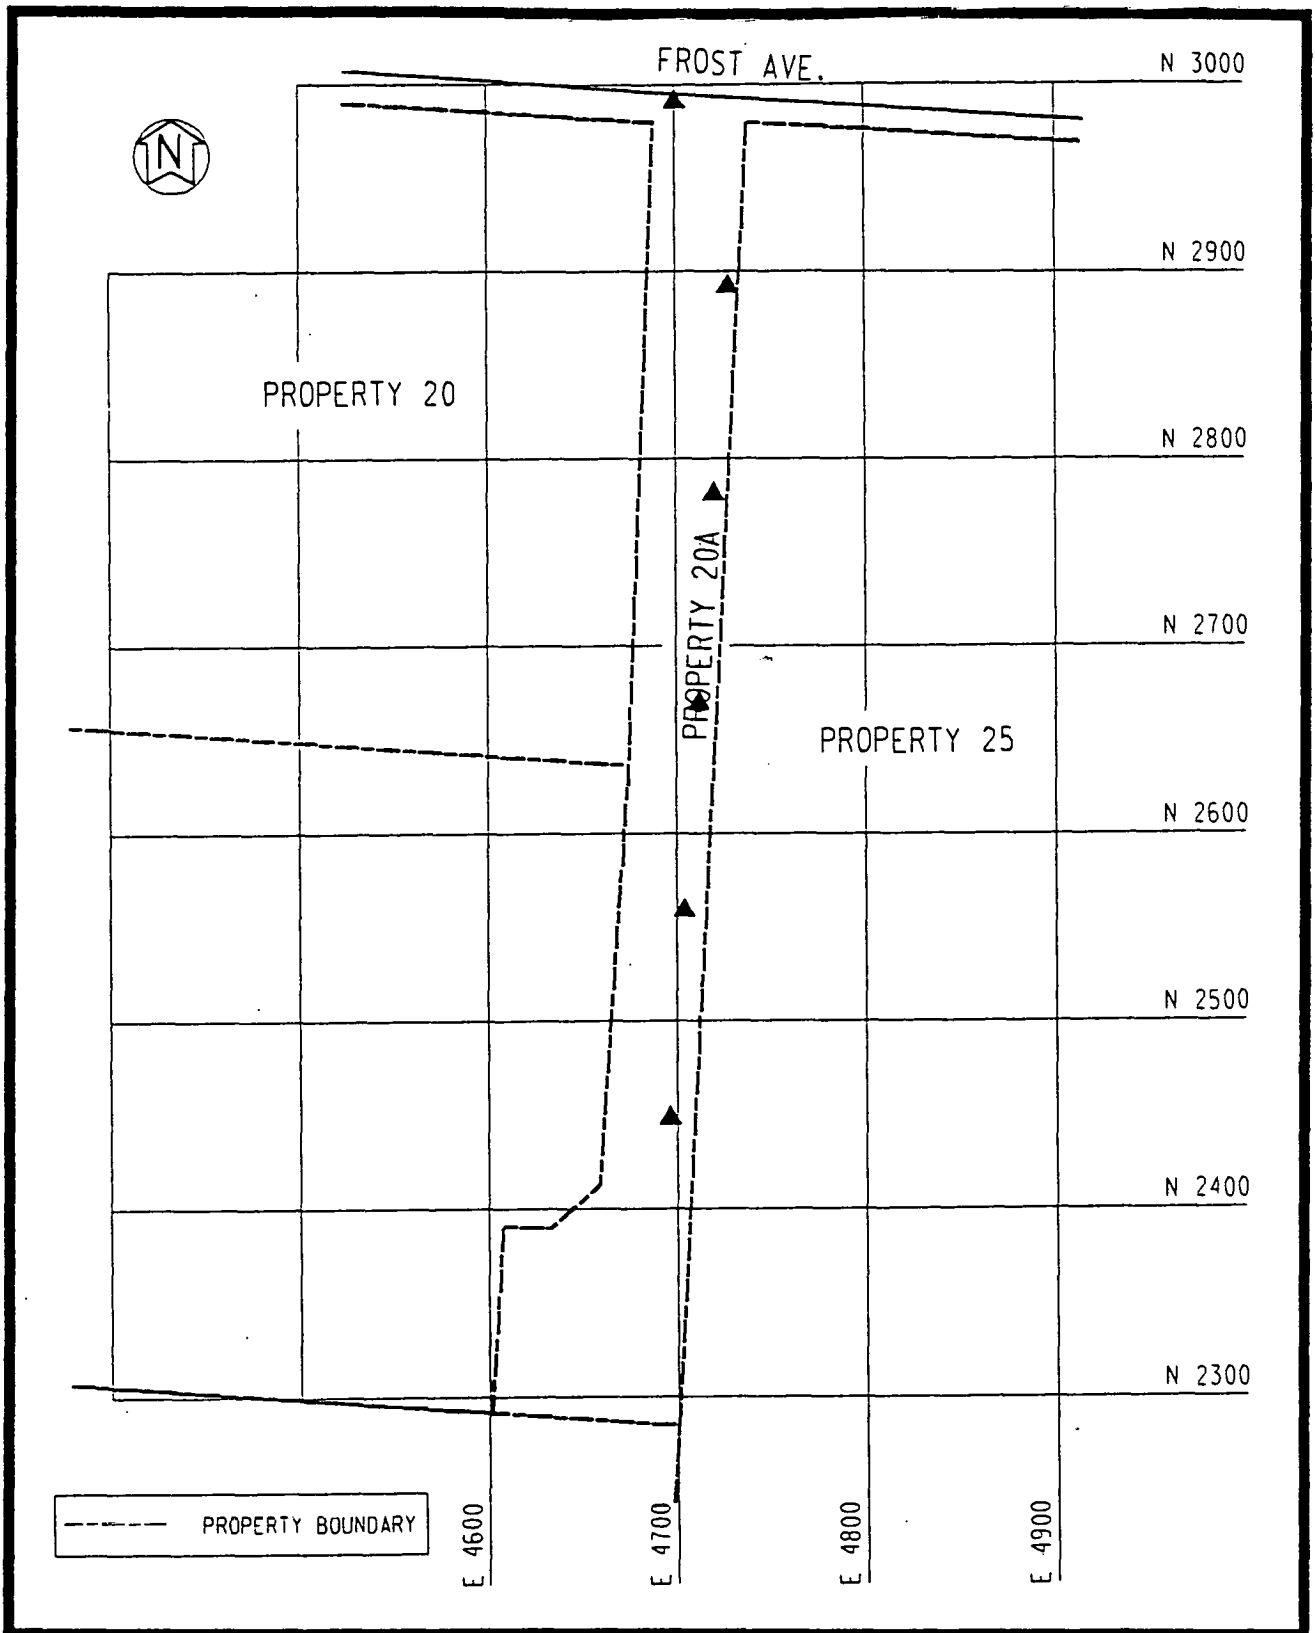 FROST AVE.
N 3000
N
N 2900
PROPERTY 20
N 2800
PROPERTY 20A
N 2700
PROPERTY 25
N 2600
N 2500
N 2400
N 2300
PROPERTY BOUNDARY
E 4600
E 4700
E 4800
E 4900